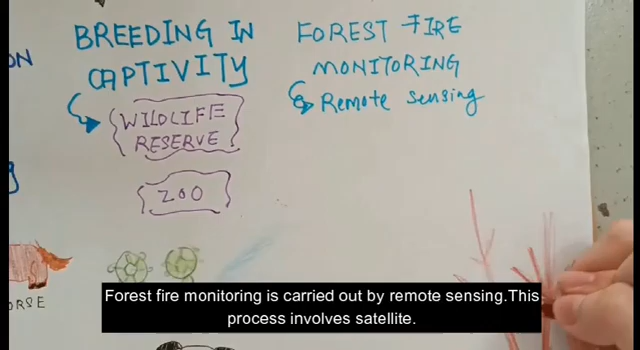 BREEDING IN
CAPTIVITY
WILDLIFE
RESERVE
ZOO
FOREST FIRE
MONITORING
Remote sensing
ON
ORSE
Forest fire monitoring is carried out by remote sensing.This
process involves satellite.